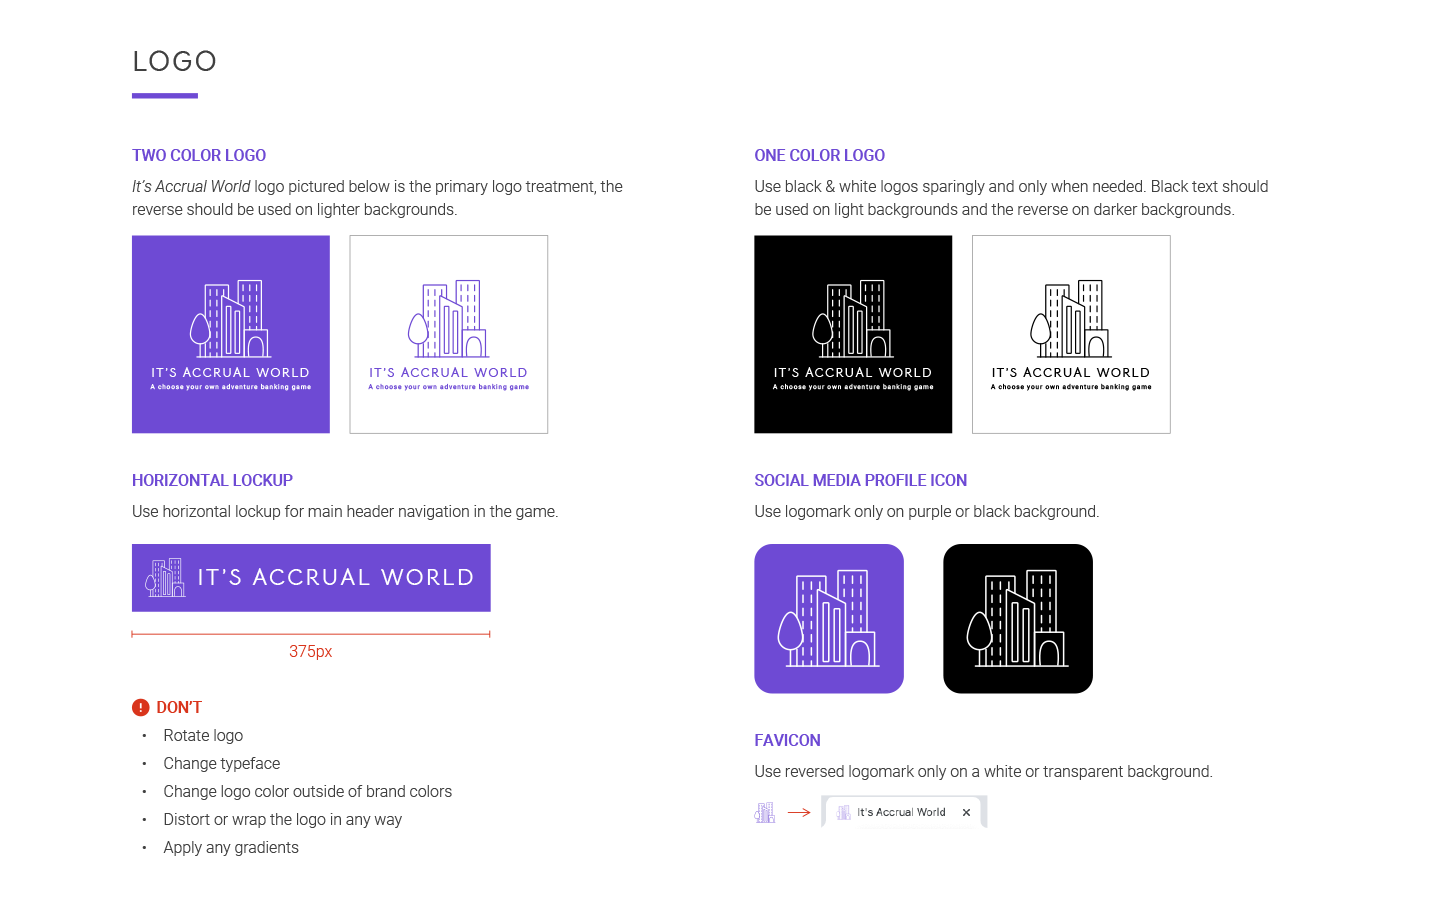 LOGO
TWO COLOR LOGO
It’s Accrual World logo pictured below is the primary logo treatment, the
reverse should be used on lighter backgrounds.
IT’S ACCRUAL WORLD
A choose your own adventure banking game
IT’S ACCRUAL WORLD
A choose your own adventure banking game
HORIZONTAL LOCKUP
Use horizontal lockup for main header navigation in the game.
IT’S ACCRUAL WORLD
375px
! DON’T
• Rotate logo
• Change typeface
• Change logo color outside of brand colors
• Distort or wrap the logo in any way
• Apply any gradients
ONE COLOR LOGO
Use black & white logos sparingly and only when needed. Black text should
be used on light backgrounds and the reverse on darker backgrounds.
IT’S ACCRUAL WORLD
A choose your own adventure banking game
IT’S ACCRUAL WORLD
A choose your own adventure banking game
SOCIAL MEDIA PROFILE ICON
Use logomark only on purple or black background.
FAVICON
Use reversed logomark only on a white or transparent background.
It's Accrual World